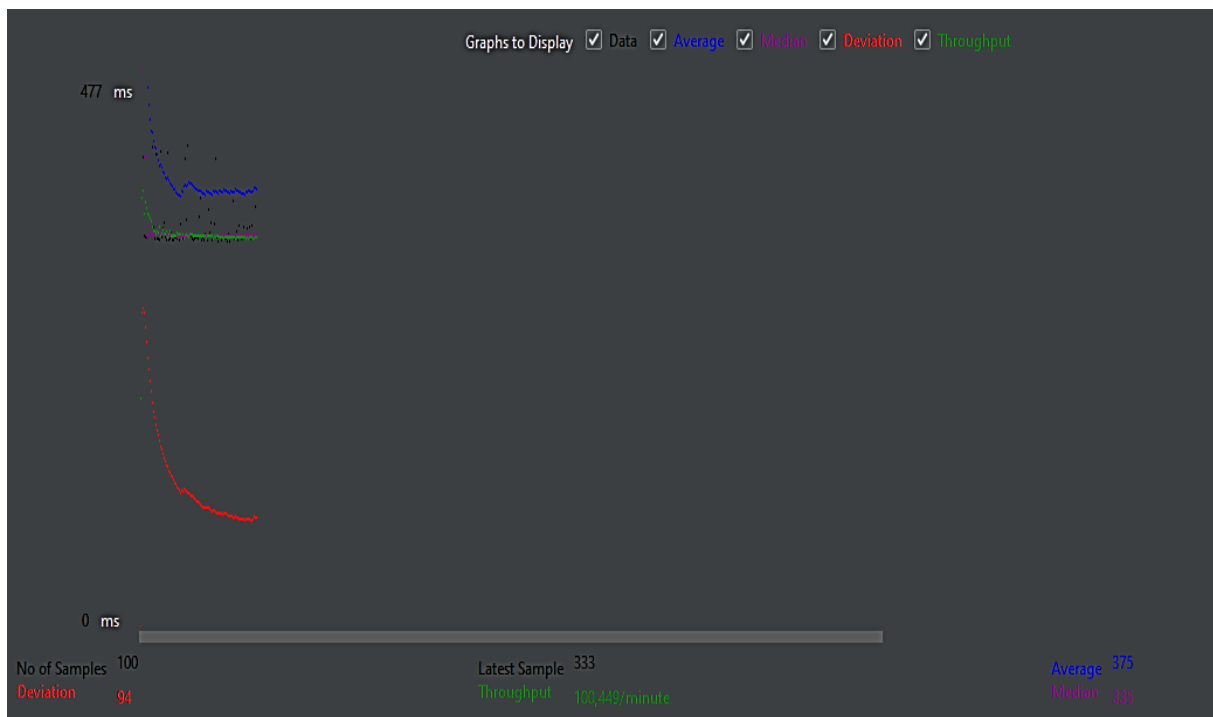 Graphs to Display Data Average Median Deviation Throughput
477 ms
0 ms
No of Samples 100 Latest Sample 333 Average 375
Deviation 94 Throughput 100,449/minute Median 335